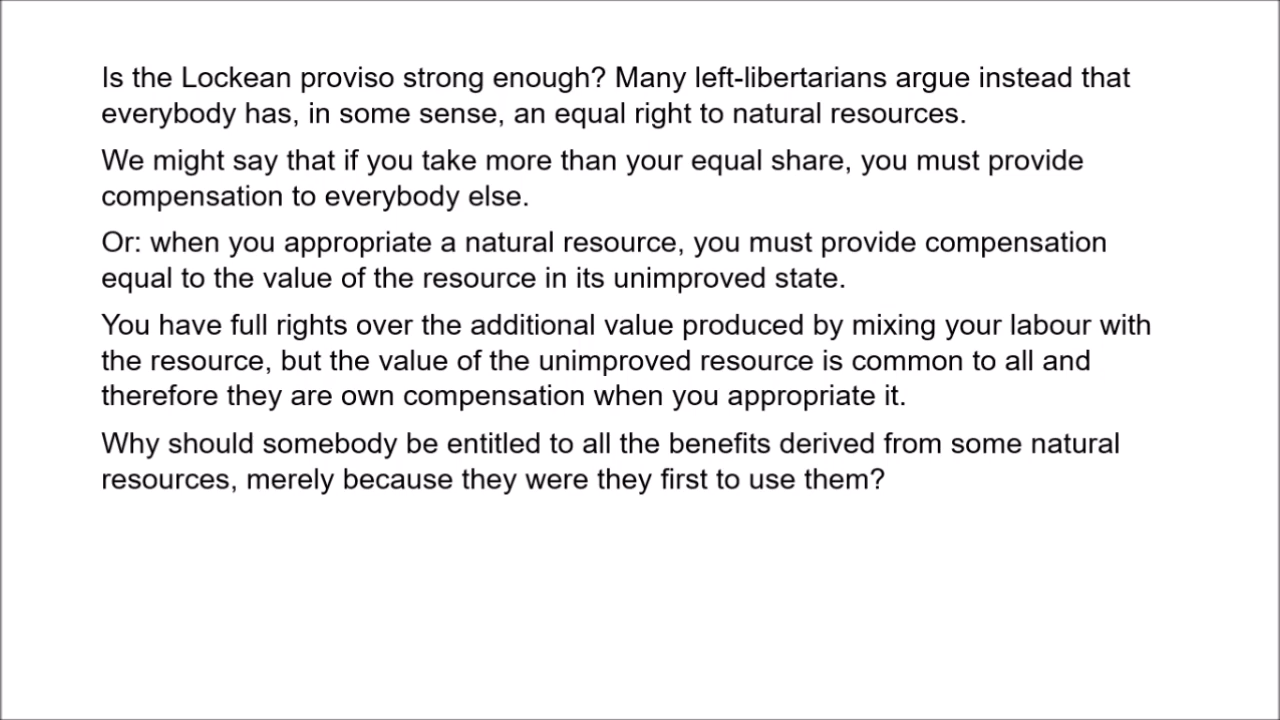 Is the Lockean proviso strong enough? Many left-libertarians argue instead that
everybody has, in some sense, an equal right to natural resources.
We might say that if you take more than your equal share, you must provide
compensation to everybody else.
Or: when you appropriate a natural resource, you must provide compensation
equal to the value of the resource in its unimproved state.
You have full rights over the additional value produced by mixing your labour with
the resource, but the value of the unimproved resource is common to all and
therefore they are own compensation when you appropriate it.
Why should somebody be entitled to all the benefits derived from some natural
resources, merely because they were they first to use them?